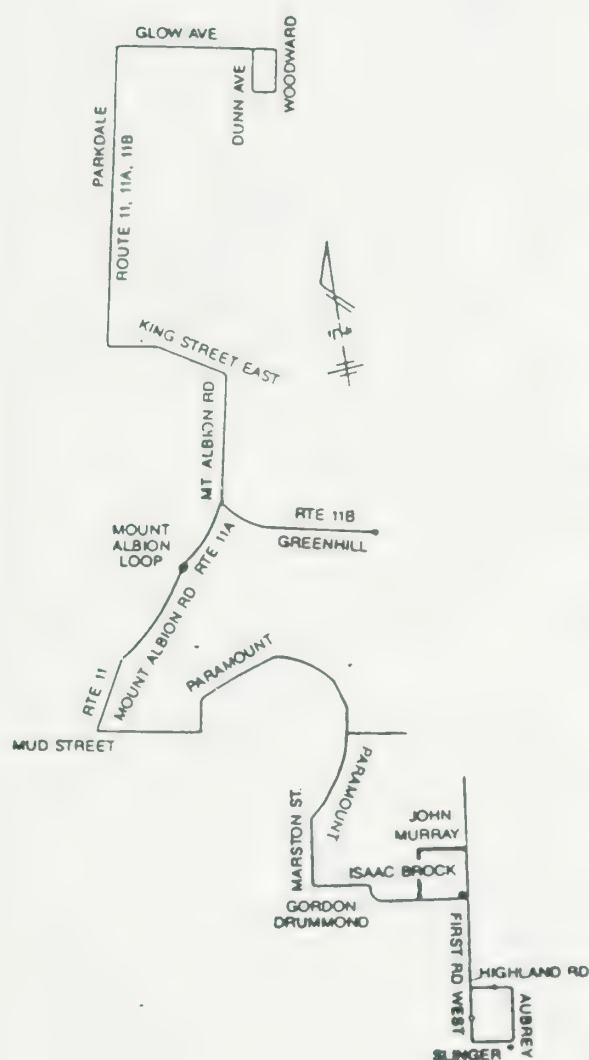 GLOW AVE
WOODWARD
DUNN AVE
PARKDALE
ROUTE 11, 11A, 11B
KING STREET EAST
MT ALBION RD
RTE 11B
GREENHILL
MOUNT
ALBION
LOOP
RTE 11A
MOUNT ALBION RD
RTE 11
MUD STREET
PARAMOUNT
PARAMOUNT
MARSTON ST.
JOHN
MURRAY
ISAAC BROCK
GORDON
DRUMMOND
FIRST RD WEST
HIGHLAND RD
AUBREY
SLINGER